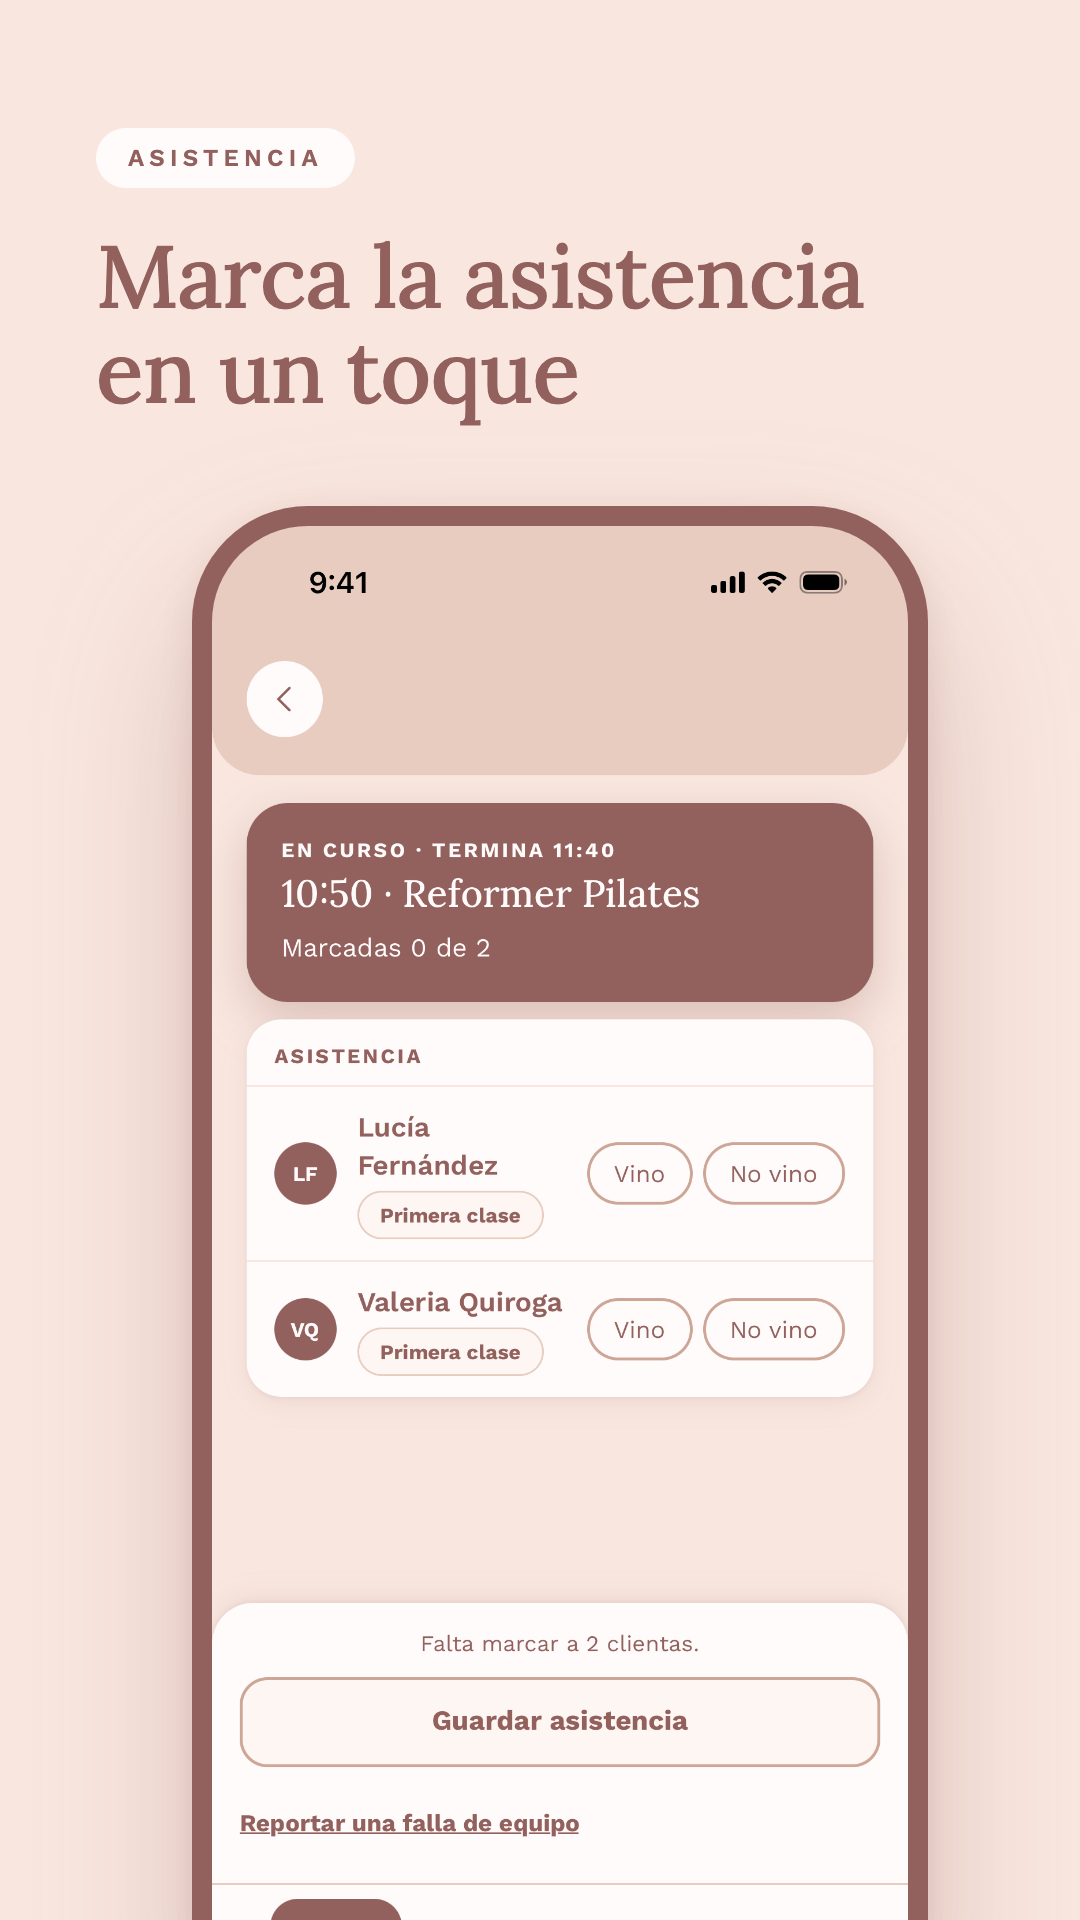 ASISTENCIA
Marca la asistencia
en un toque
9:41
EN CURSO · TERMINA 11:40
10:50 · Reformer Pilates
Marcadas 0 de 2
ASISTENCIA
LF
Lucía
Fernández
Primera clase
Vino
No vino
VQ
Valeria Quiroga
Primera clase
Vino
No vino
Falta marcar a 2 clientas.
Guardar asistencia
Reportar una falla de equipo